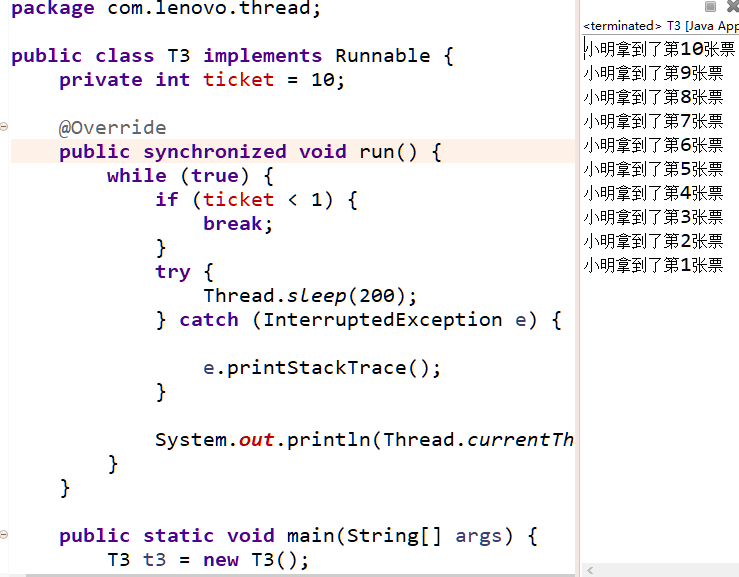 package com.lenovo.thread;
public class T3 implements Runnable {
private int ticket = 10;
@Override
public synchronized void run() {
while (true) {
if (ticket < 1) {
break;
}
try {
Thread.sleep(200);
} catch (InterruptedException e) {
e.printStackTrace();
}
System.out.println(Thread.currentTh
}
}
public static void main(String[] args) {
T3 t3 = new T3();
<terminated> T3 [Java App
小明拿到了第10张票
小明拿到了第9张票
小明拿到了第8张票
小明拿到了第7张票
小明拿到了第6张票
小明拿到了第5张票
小明拿到了第4张票
小明拿到了第3张票
小明拿到了第2张票
小明拿到了第1张票